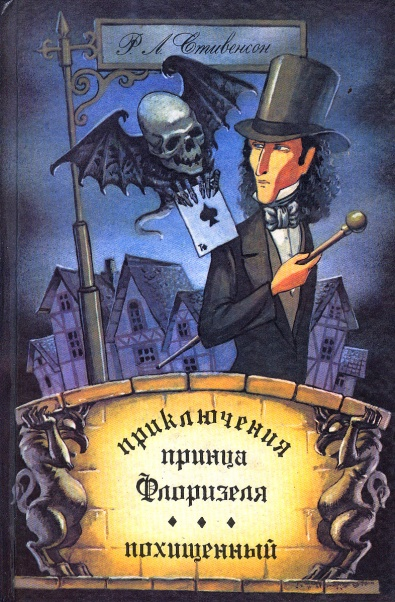 Р Л Стивенсон
Т
приключения
принца
Флоризеля
похищенный